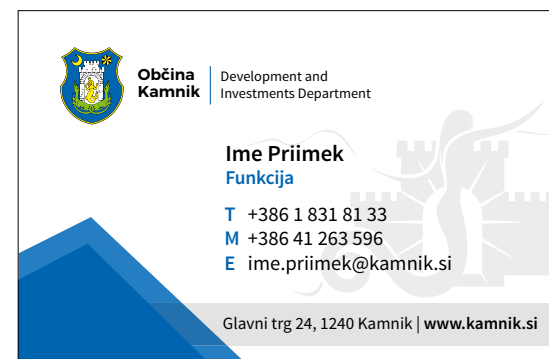 Občina
Kamnik
Development and
Investments Department
Ime Priimek
Funkcija
T +386 1 831 81 33
M +386 41 263 596
E ime.priimek@kamnik.si
Glavni trg 24, 1240 Kamnik | www.kamnik.si